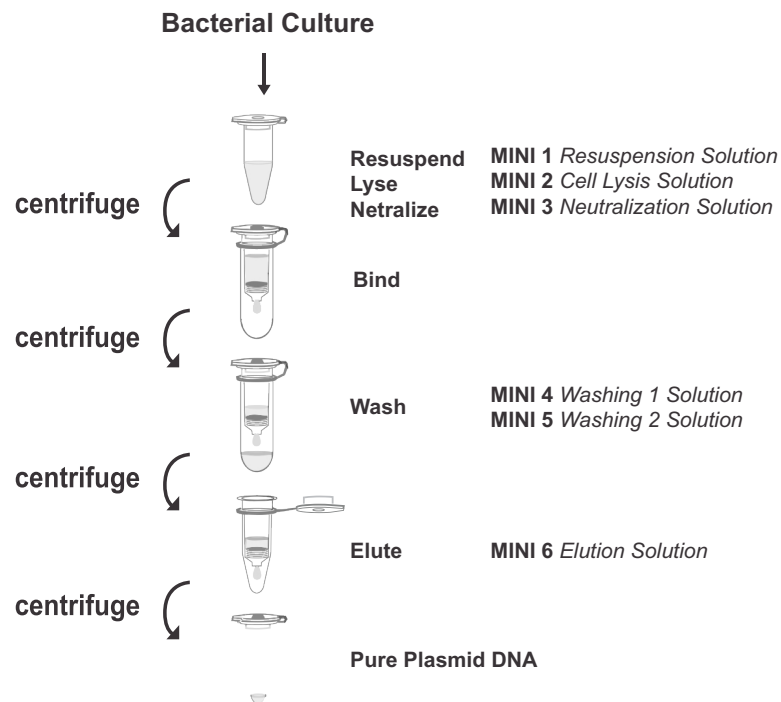 Bacterial Culture
Resuspend MINI 1 Resuspension Solution
Lyse MINI 2 Cell Lysis Solution
centrifuge Netralize MINI 3 Neutralization Solution
Bind
centrifuge
Wash MINI 4 Washing 1 Solution
MINI 5 Washing 2 Solution
centrifuge
Elute MINI 6 Elution Solution
centrifuge
Pure Plasmid DNA